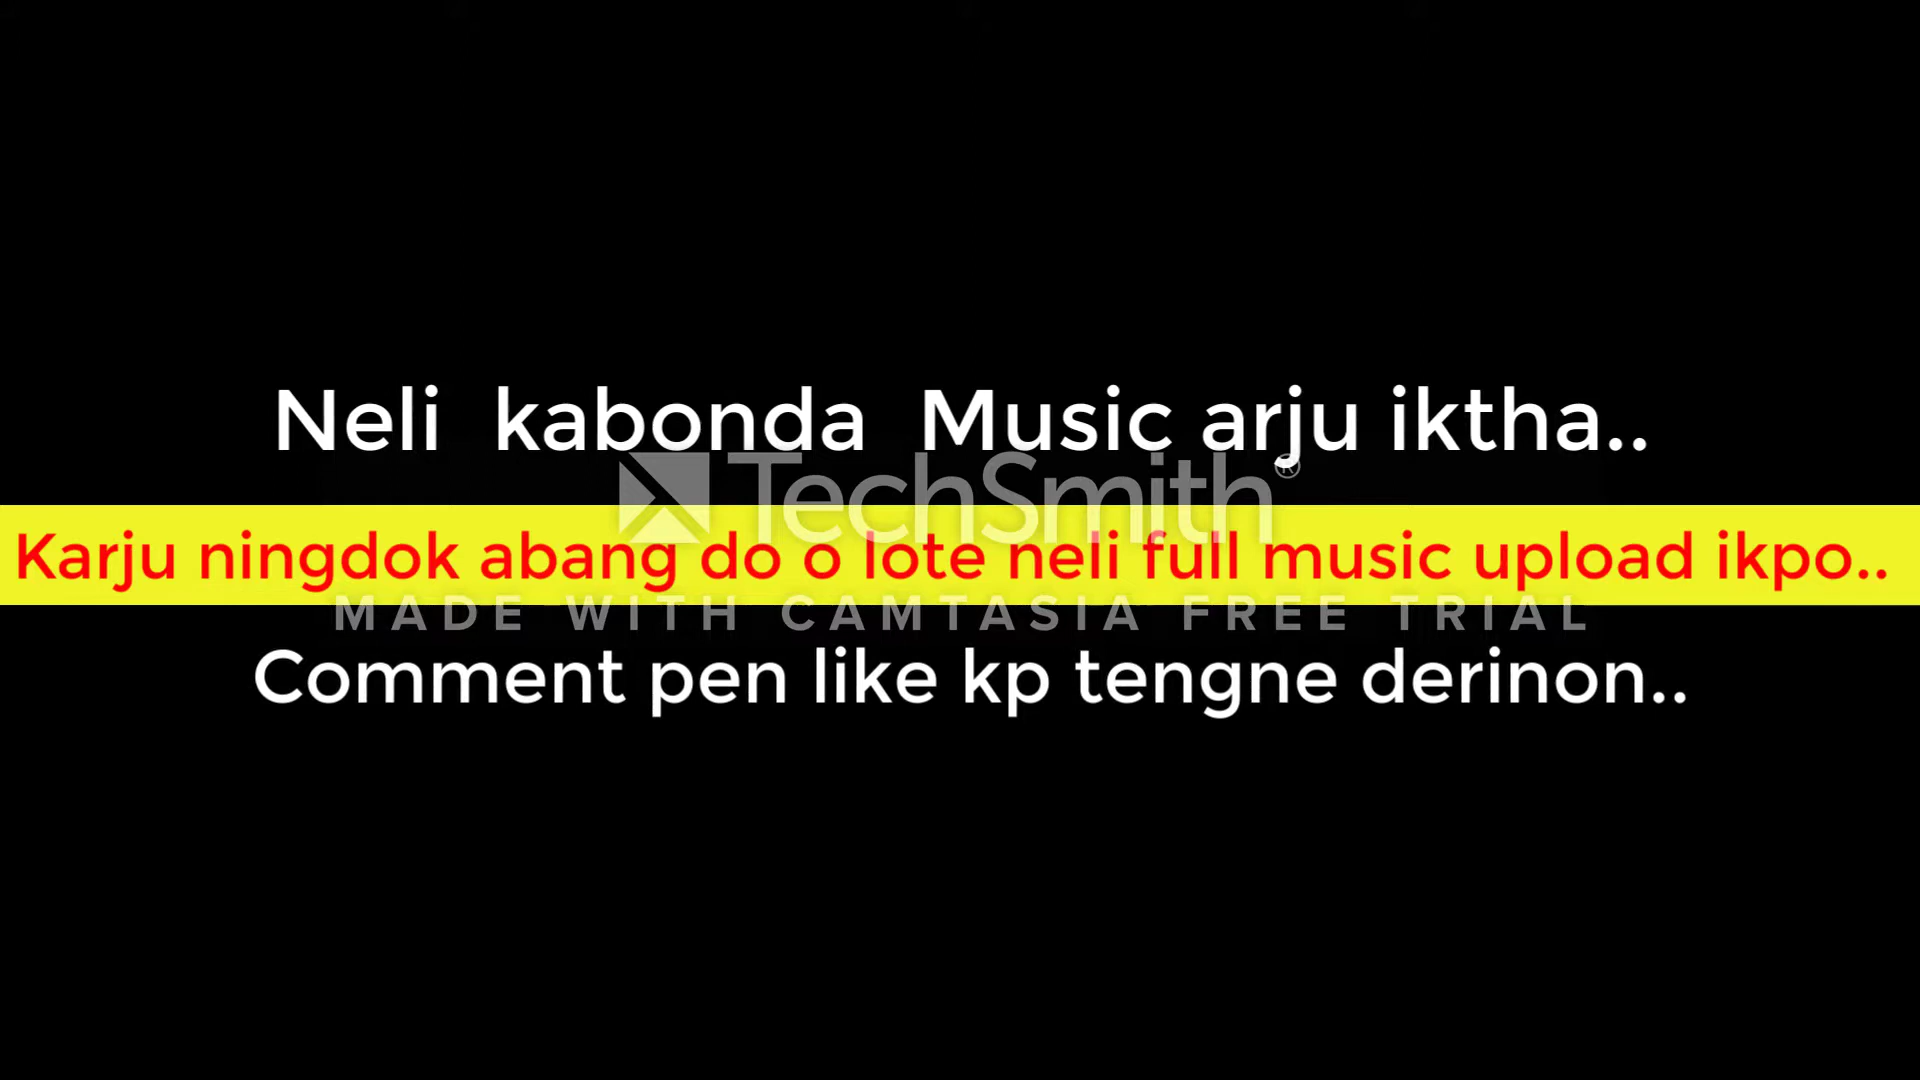 Neli kabonda Music arju iktha..
TechSmith®
Karju ningdok abang do o lote neli full music upload ikpo..
MADE WITH CAMTASIA FREE TRIAL
Comment pen like kp tengne derinon..